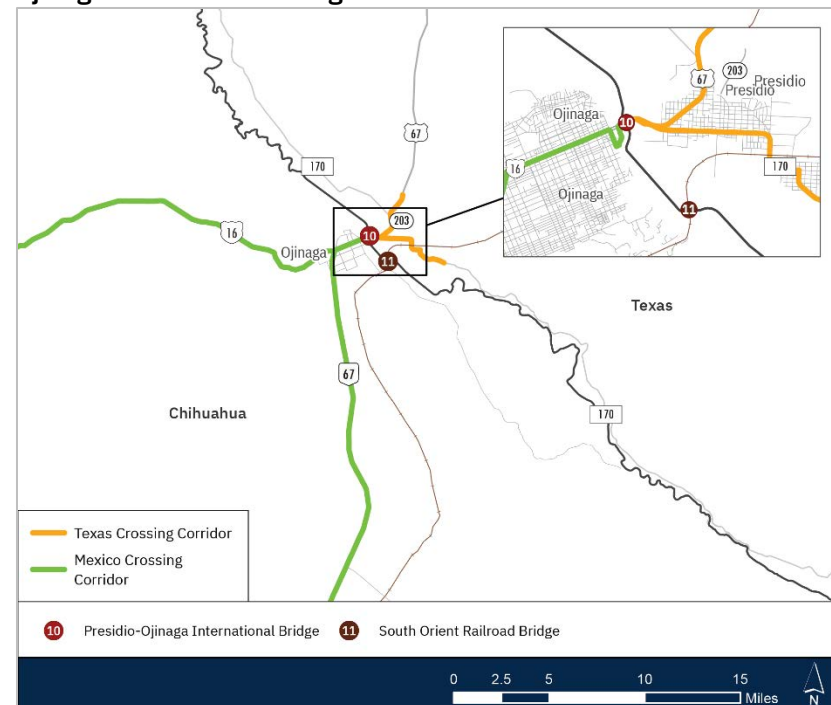 67
170
16
203
10
Ojinaga
11
Texas
67
Chihuahua
170
67
203
Presidio
Presidio
Ojinaga
10
16
170
Ojinaga
11
Texas Crossing Corridor
Mexico Crossing
Corridor
10 Presidio-Ojinaga International Bridge 11 South Orient Railroad Bridge
0 2.5 5 10 15
Miles
N